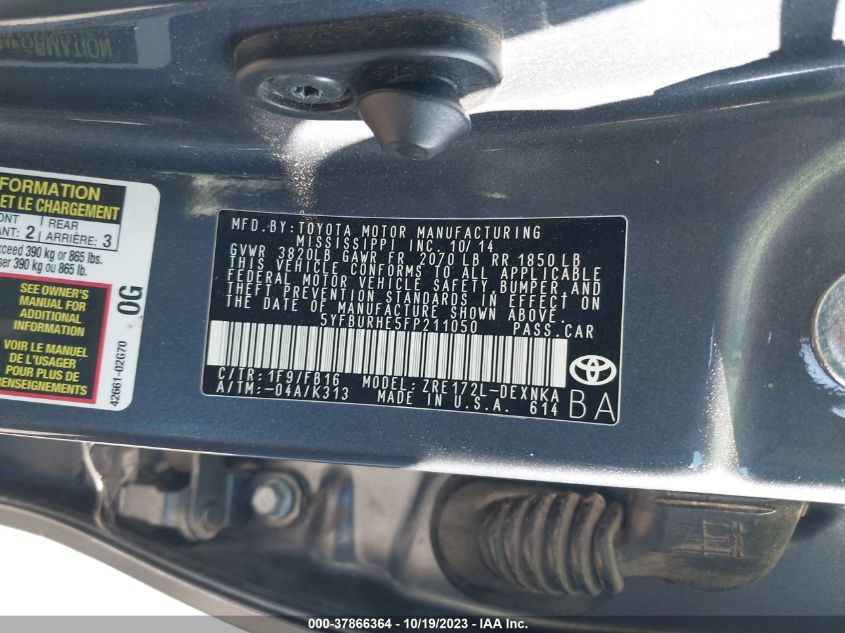 INFORMATION
FORMATION
ET LE CHARGEMENT
REAR
2 ARRIÈRE: 3
390 kg or 865 lbs.
390 kg ou 865 lb.
SEE OWNER'S
MANUAL FOR
ADDITIONAL
INFORMATION
VOIR LE MANUEL
DE L'USAGER
POUR PLUS DE
RENSEIGNEMENTS
0G
42661-02G70
MFD.BY:TOYOTA MOTOR MANUFACTURING
MISSISSIPPI INC. 10/14
GVWR 3820LB GAWR FR 2070 LB RR 1850 LB
THIS VEHICLE CONFORMS TO ALL APPLICABLE
FEDERAL MOTOR VEHICLE SAFETY, BUMPER, AND
THEFT PREVENTION STANDARDS IN EFFECT ON
THE DATE OF MANUFACTURE SHOWN ABOVE.
5YFBURHE5FP211050 PASS.CAR
C/TR:1F9/FB16 MODEL: ZRE172L-DEXNKA
A/TM:-04A/K313 MADE IN U.S.A. 614
BA
000-37866364 | 10/19/2023 | IAA Inc.